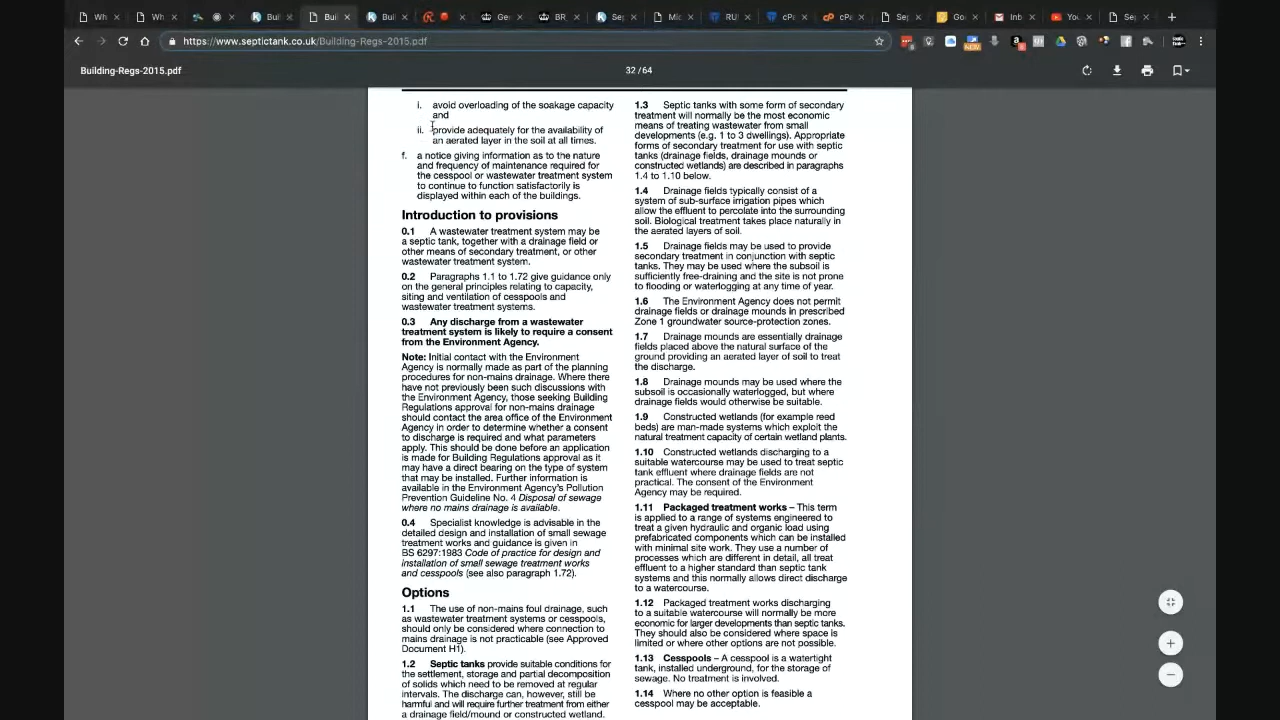 Wh
Wh
Buil
Buil
Buil
Ger
BR
Sep
Mic
RU
cPa
cPa
Sep
Go
Inb
You
Sep
https://www.septictank.co.uk/Building-Regs-2015.pdf
NEW
Building-Regs-2015.pdf
32 / 64
i. avoid overloading of the soakage capacity
and
ii. provide adequately for the availability of
an aerated layer in the soil at all times.
f. a notice giving information as to the nature
and frequency of maintenance required for
the cesspool or wastewater treatment system
to continue to function satisfactorily is
displayed within each of the buildings.
Introduction to provisions
0.1 A wastewater treatment system may be
a septic tank, together with a drainage field or
other means of secondary treatment, or other
wastewater treatment system.
0.2 Paragraphs 1.1 to 1.72 give guidance only
on the general principles relating to capacity,
siting and ventilation of cesspools and
wastewater treatment systems.
0.3 Any discharge from a wastewater
treatment system is likely to require a consent
from the Environment Agency.
Note: Initial contact with the Environment
Agency is normally made as part of the planning
procedures for non-mains drainage. Where there
have not previously been such discussions with
the Environment Agency, those seeking Building
Regulations approval for non-mains drainage
should contact the area office of the Environment
Agency in order to determine whether a consent
to discharge is required and what parameters
apply. This should be done before an application
is made for Building Regulations approval as it
may have a direct bearing on the type of system
that may be installed. Further information is
available in the Environment Agency's Pollution
Prevention Guideline No. 4 Disposal of sewage
where no mains drainage is available.
0.4 Specialist knowledge is advisable in the
detailed design and installation of small sewage
treatment works and guidance is given in
BS 6297:1983 Code of practice for design and
installation of small sewage treatment works
and cesspools (see also paragraph 1.72).
Options
1.1 The use of non-mains foul drainage, such
as wastewater treatment systems or cesspools,
should only be considered where connection to
mains drainage is not practicable (see Approved
Document H1).
1.2 Septic tanks provide suitable conditions for
the settlement, storage and partial decomposition
of solids which need to be removed at regular
intervals. The discharge can, however, still be
harmful and will require further treatment from either
a drainage field/mound or constructed wetland.
1.3 Septic tanks with some form of secondary
treatment will normally be the most economic
means of treating wastewater from small
developments (e.g. 1 to 3 dwellings). Appropriate
forms of secondary treatment for use with septic
tanks (drainage fields, drainage mounds or
constructed wetlands) are described in paragraphs
1.4 to 1.10 below.
1.4 Drainage fields typically consist of a
system of sub-surface irrigation pipes which
allow the effluent to percolate into the surrounding
soil. Biological treatment takes place naturally in
the aerated layers of soil.
1.5 Drainage fields may be used to provide
secondary treatment in conjunction with septic
tanks. They may be used where the subsoil is
sufficiently free-draining and the site is not prone
to flooding or waterlogging at any time of year.
1.6 The Environment Agency does not permit
drainage fields or drainage mounds in prescribed
Zone 1 groundwater source-protection zones.
1.7 Drainage mounds are essentially drainage
fields placed above the natural surface of the
ground providing an aerated layer of soil to treat
the discharge.
1.8 Drainage mounds may be used where the
subsoil is occasionally waterlogged, but where
drainage fields would otherwise be suitable.
1.9 Constructed wetlands (for example reed
beds) are man-made systems which exploit the
natural treatment capacity of certain wetland plants.
1.10 Constructed wetlands discharging to a
suitable watercourse may be used to treat septic
tank effluent where drainage fields are not
practical. The consent of the Environment
Agency may be required.
1.11 Packaged treatment works – This term
is applied to a range of systems engineered to
treat a given hydraulic and organic load using
prefabricated components which can be installed
with minimal site work. They use a number of
processes which are different in detail, all treat
effluent to a higher standard than septic tank
systems and this normally allows direct discharge
to a watercourse.
1.12 Packaged treatment works discharging
to a suitable watercourse will normally be more
economic for larger developments than septic tanks.
They should also be considered where space is
limited or where other options are not possible.
1.13 Cesspools – A cesspool is a watertight
tank, installed underground, for the storage of
sewage. No treatment is involved.
1.14 Where no other option is feasible a
cesspool may be acceptable.